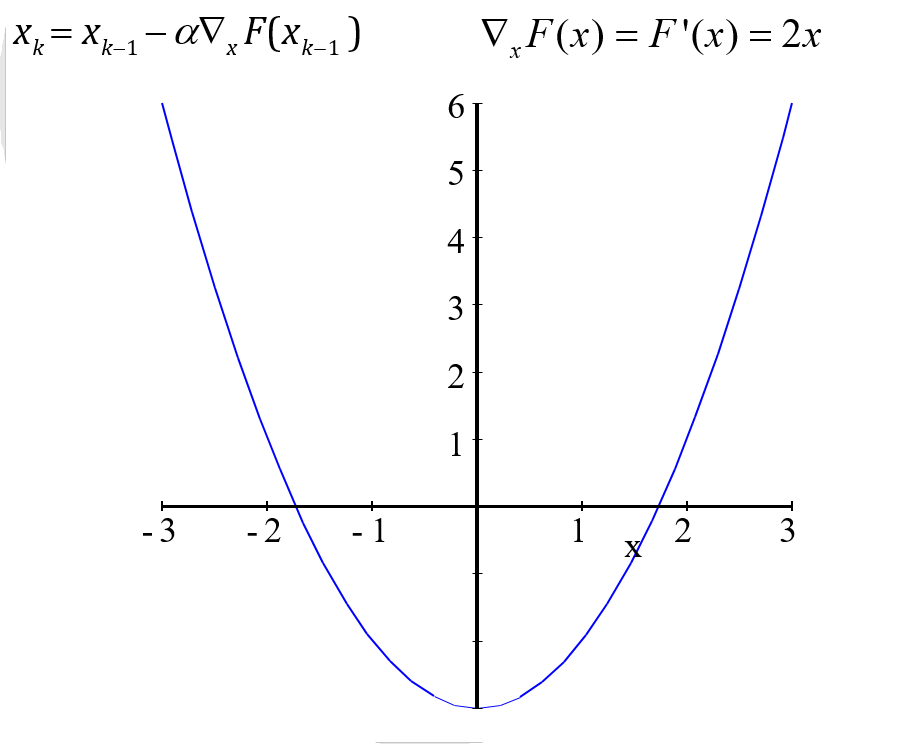 x_k = x_{k−1} − α∇_x F(x_{k−1})
∇_x F(x) = F'(x) = 2x
6
5
4
3
2
1
-3 -2 -1 1 2 3
x